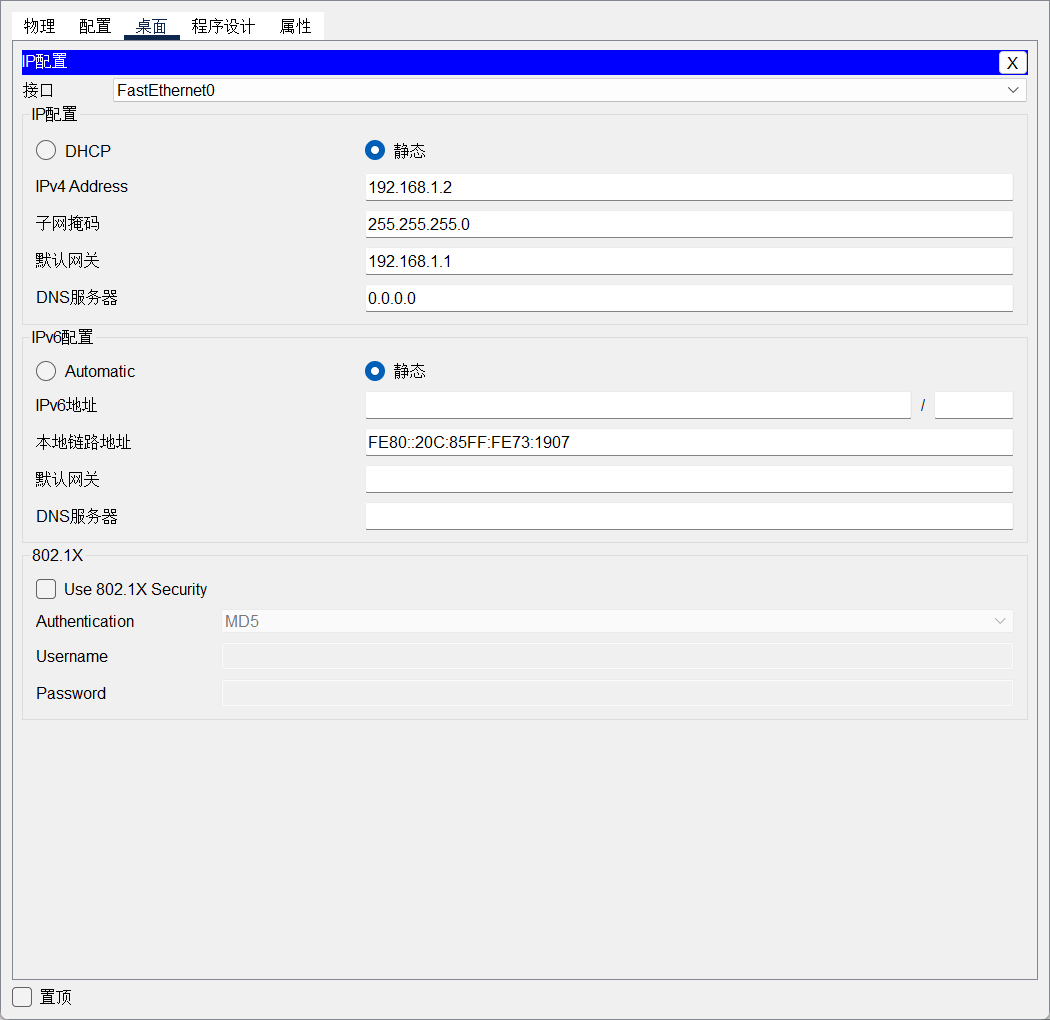 物理 配置 桌面 程序设计 属性
IP配置 X
接口 FastEthernet0
IP配置
DHCP 静态
IPv4 Address 192.168.1.2
子网掩码 255.255.255.0
默认网关 192.168.1.1
DNS服务器 0.0.0.0
IPv6配置
Automatic 静态
IPv6地址 /
本地链路地址 FE80::20C:85FF:FE73:1907
默认网关
DNS服务器
802.1X
Use 802.1X Security
Authentication MD5
Username
Password
置顶